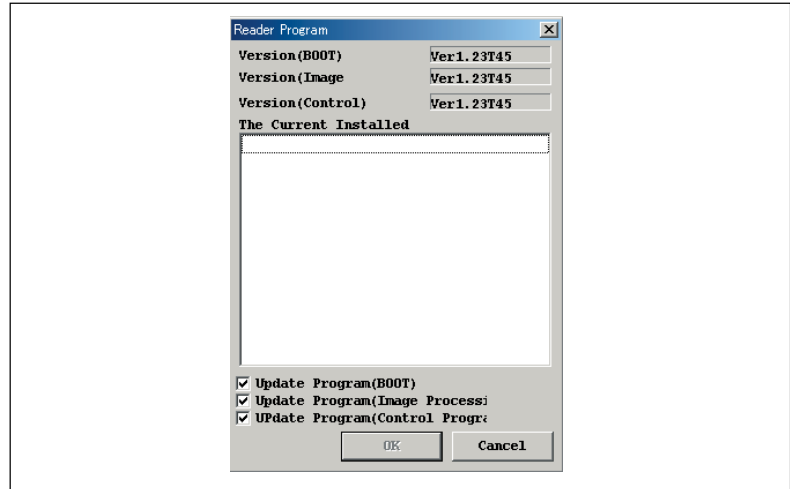 Reader Program
Version(BOOT) Ver1.23T45
Version(Image Ver1.23T45
Version(Control) Ver1.23T45
The Current Installed
Update Program(BOOT)
Update Program(Image Processi
UPdate Program(Control Progra
OK Cancel